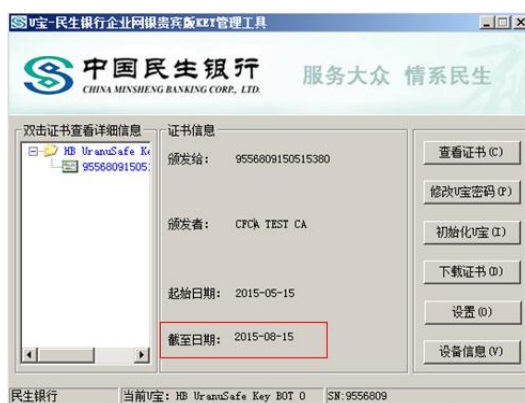 U宝-民生银行企业网银贵宾版KEY管理工具
中国民生银行
CHINA MINSHENG BANKING CORP., LTD.
服务大众 情系民生
双击证书查看详细信息
HB UranuSafe Ke
95568091505:
证书信息
颁发给: 9556809150515380
颁发者: CFCA TEST CA
起始日期: 2015-05-15
截至日期: 2015-08-15
查看证书(C)
修改U宝密码(P)
初始化U宝(I)
下载证书(D)
设置(O)
设备信息(V)
民生银行
当前U宝: HB UranuSafe Key BOT 0
SN:9556809